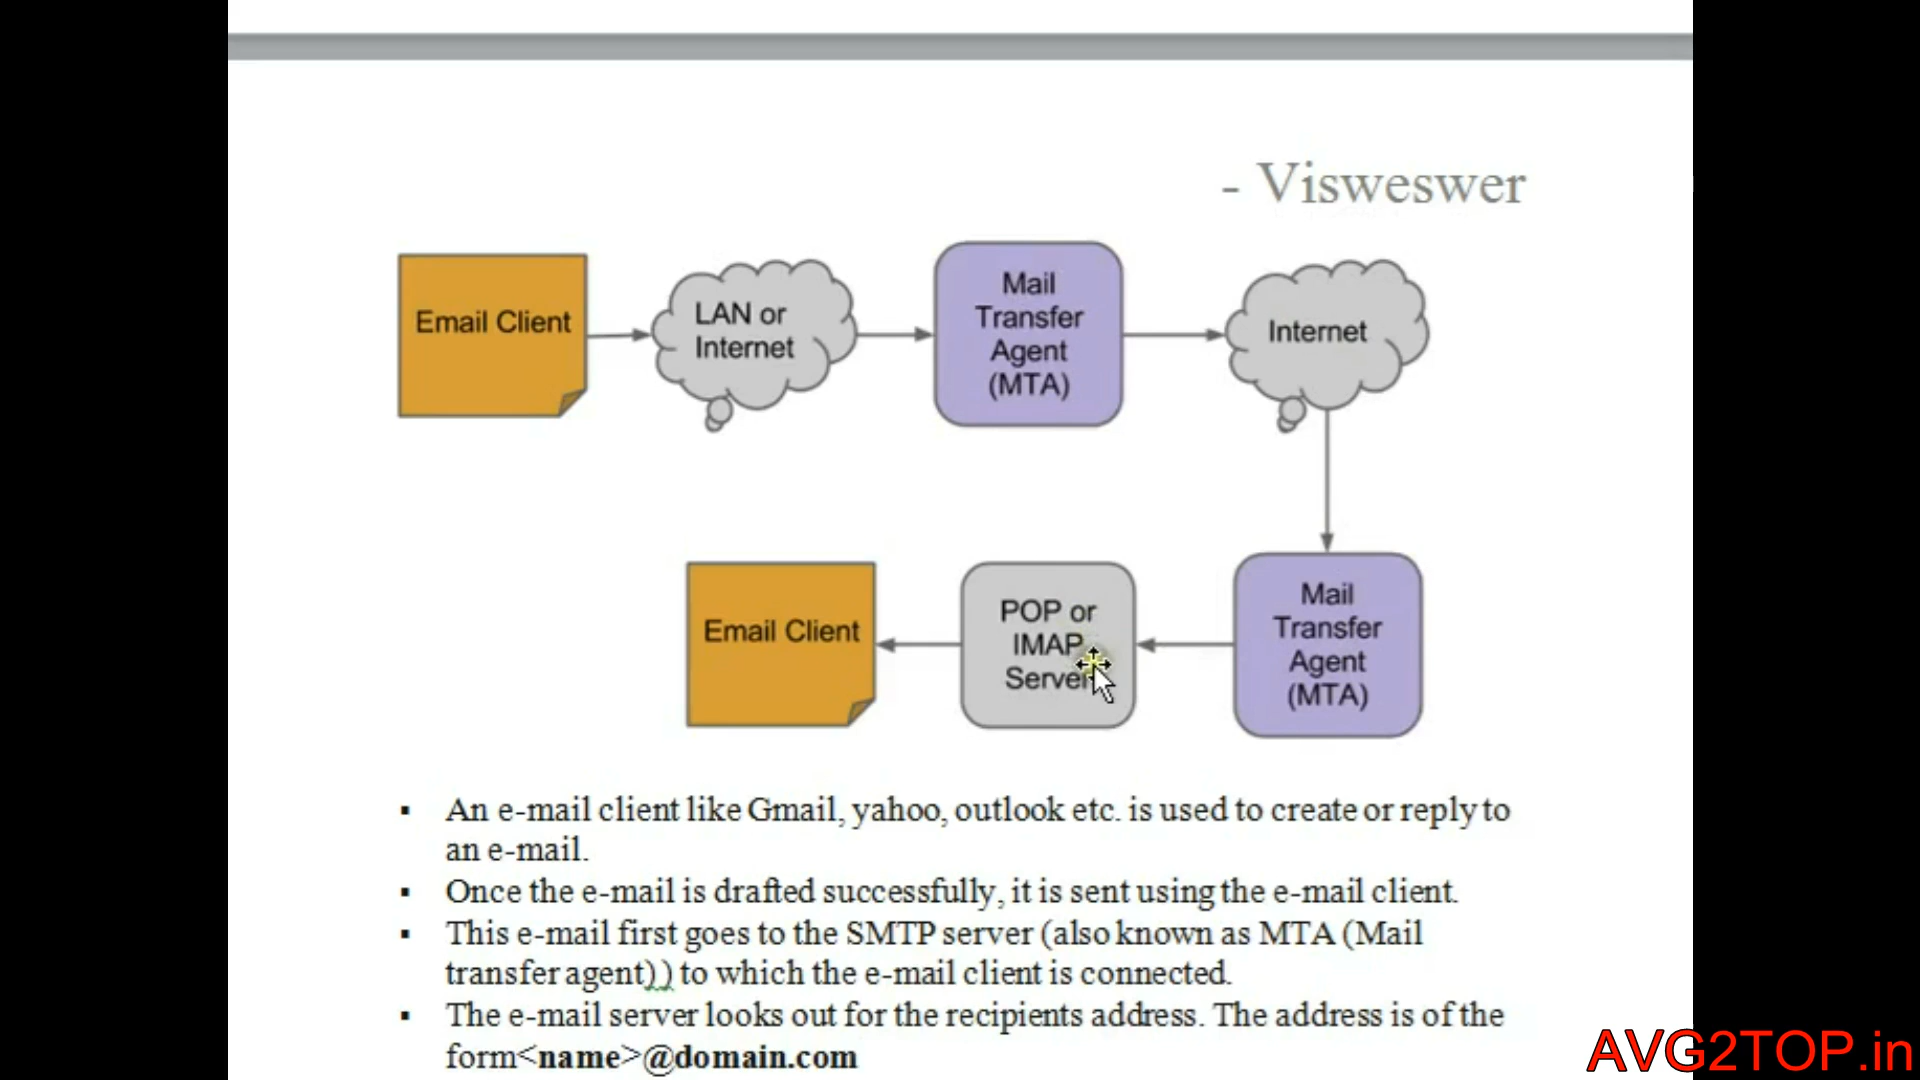 - Visweswer
Email Client
LAN or
Internet
Mail
Transfer
Agent
(MTA)
Internet
Email Client
POP or
IMAP
Server
Mail
Transfer
Agent
(MTA)
▪ An e-mail client like Gmail, yahoo, outlook etc. is used to create or reply to
an e-mail.
▪ Once the e-mail is drafted successfully, it is sent using the e-mail client.
▪ This e-mail first goes to the SMTP server (also known as MTA (Mail
transfer agent)) to which the e-mail client is connected.
▪ The e-mail server looks out for the recipients address. The address is of the
form<name>@domain.com
AVG2TOP.in